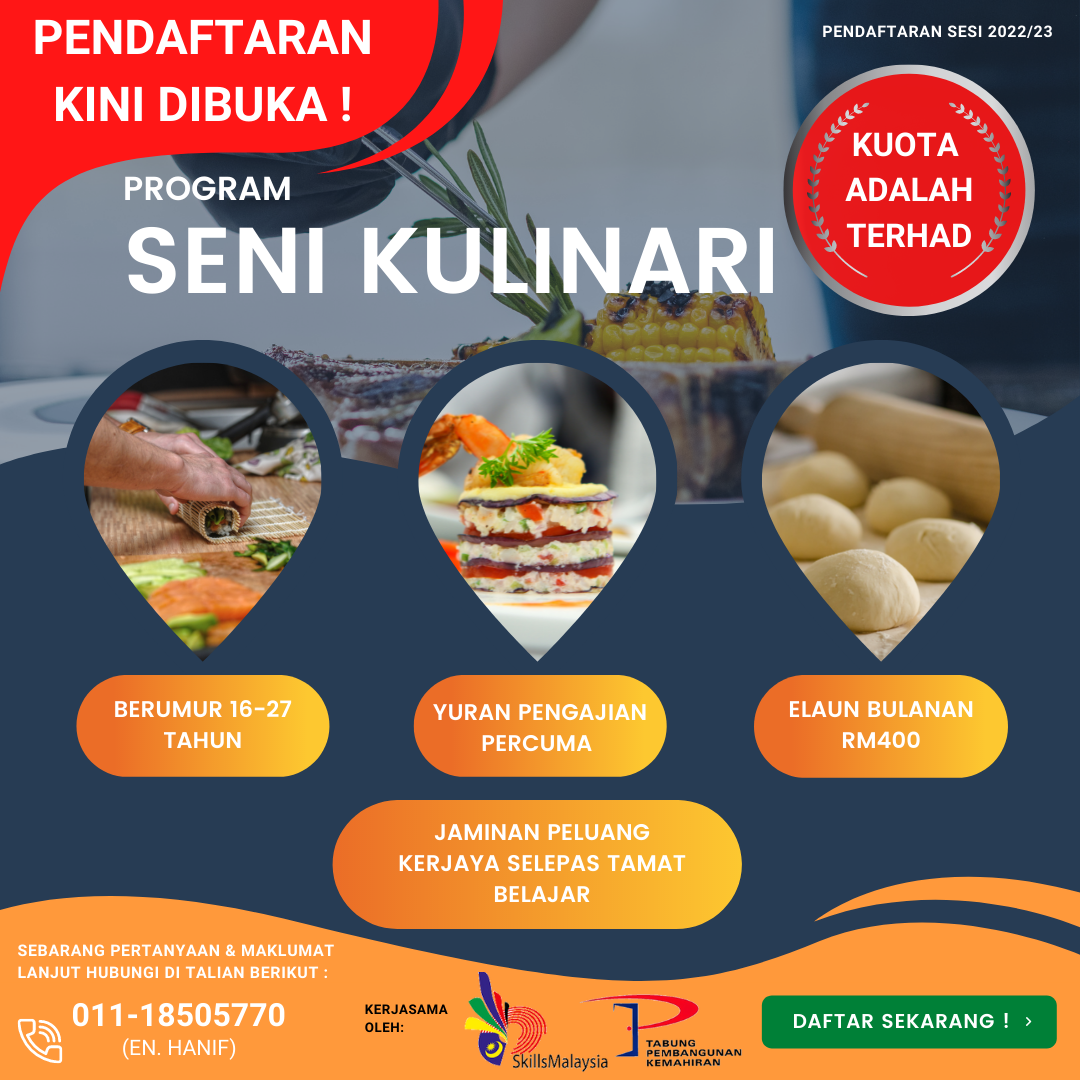 PENDAFTARAN
KINI DIBUKA !
PENDAFTARAN SESI 2022/23
KUOTA
ADALAH
TERHAD
PROGRAM
SENI KULINARI
BERUMUR 16-27
TAHUN
YURAN PENGAJIAN
PERCUMA
ELAUN BULANAN
RM400
JAMINAN PELUANG
KERJAYA SELEPAS TAMAT
BELAJAR
SEBARANG PERTANYAAN & MAKLUMAT
LANJUT HUBUNGI DI TALIAN BERIKUT :
011-18505770
(EN. HANIF)
KERJASAMA
OLEH:
SkillsMalaysia
TABUNG
PEMBANGUNAN
KEMAHIRAN
DAFTAR SEKARANG ! ›